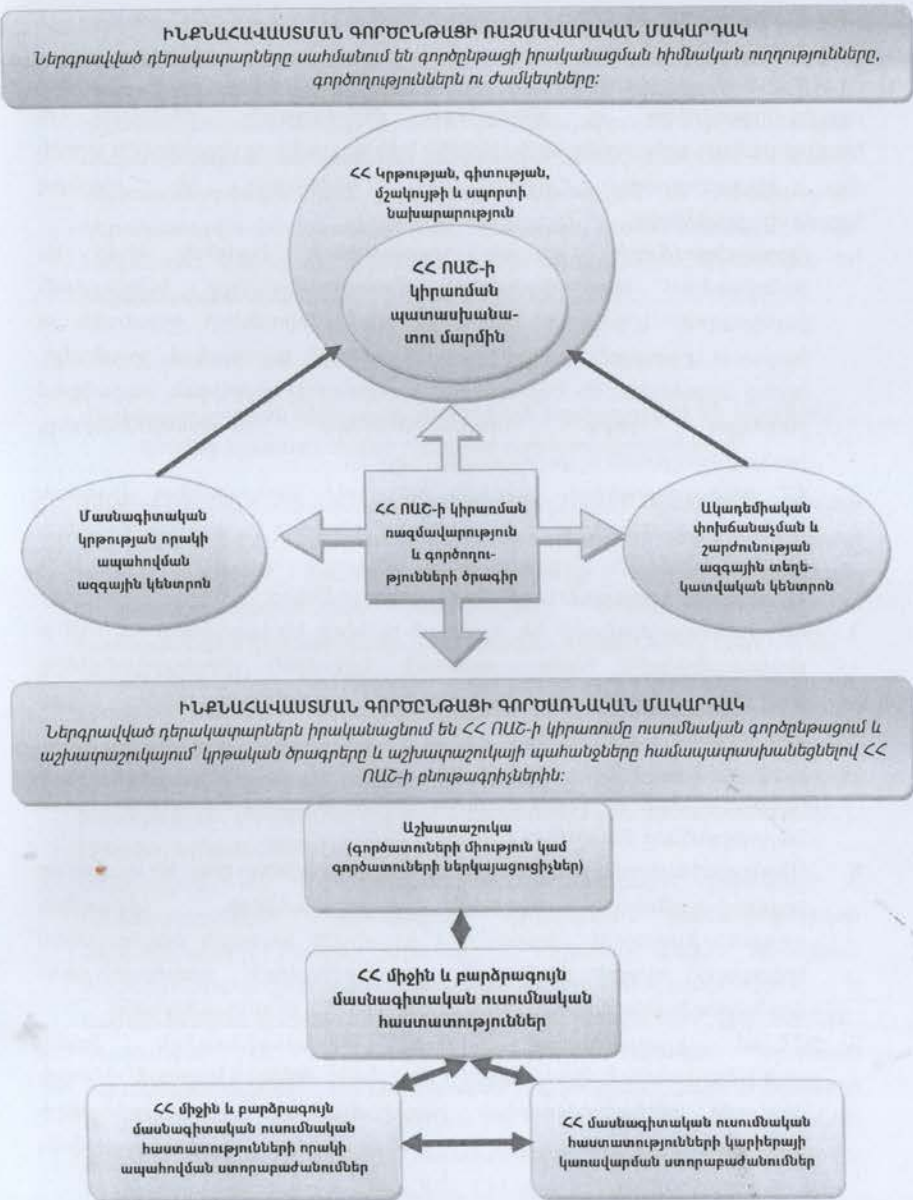 ԻՆՔՆԱՀԱՎԱՍՏՄԱՆ ԳՈՐԾԸՆԹԱՑԻ ՌԱԶՄԱՎԱՐԱԿԱՆ ՄԱԿԱՐԴԱԿ
Ներգրավված դերակատարները սահմանում են գործընթացի իրականացման հիմնական ուղղությունները,
գործողություններն ու ժամկետները:
ՀՀ Կրթության, գիտության,
մշակույթի և սպորտի
նախարարություն
ՀՀ ՈԱՇ-ի
կիրառման
պատասխանա-
տու մարմին
Մասնագիտական
կրթության որակի
ապահովման
ազգային կենտրոն
ՀՀ ՈԱՇ-ի կիրառման
ռազմավարություն
և գործողու-
թյունների ծրագիր
Ակադեմիական
փոխճանաչման և
շարժունության
ազգային տեղե-
կատվական կենտրոն
ԻՆՔՆԱՀԱՎԱՍՏՄԱՆ ԳՈՐԾԸՆԹԱՑԻ ԳՈՐԾԱՌՆԱԿԱՆ ՄԱԿԱՐԴԱԿ
Ներգրավված դերակատարներն իրականացնում են ՀՀ ՈԱՇ-ի կիրառումը ուսումնական գործընթացում և
աշխատաշուկայում՝ կրթական ծրագրերը և աշխատաշուկայի պահանջները համապատասխանեցնելով ՀՀ
ՈԱՇ-ի բնութագրիչներին:
Աշխատաշուկա
(գործատուների միություն կամ
գործատուների ներկայացուցիչներ)
ՀՀ միջին և բարձրագույն
մասնագիտական ուսումնական
հաստատություններ
ՀՀ միջին և բարձրագույն
մասնագիտական ուսումնական
հաստատությունների որակի
ապահովման ստորաբաժանումներ
ՀՀ մասնագիտական ուսումնական
հաստատությունների կարիերայի
կառավարման ստորաբաժանումներ